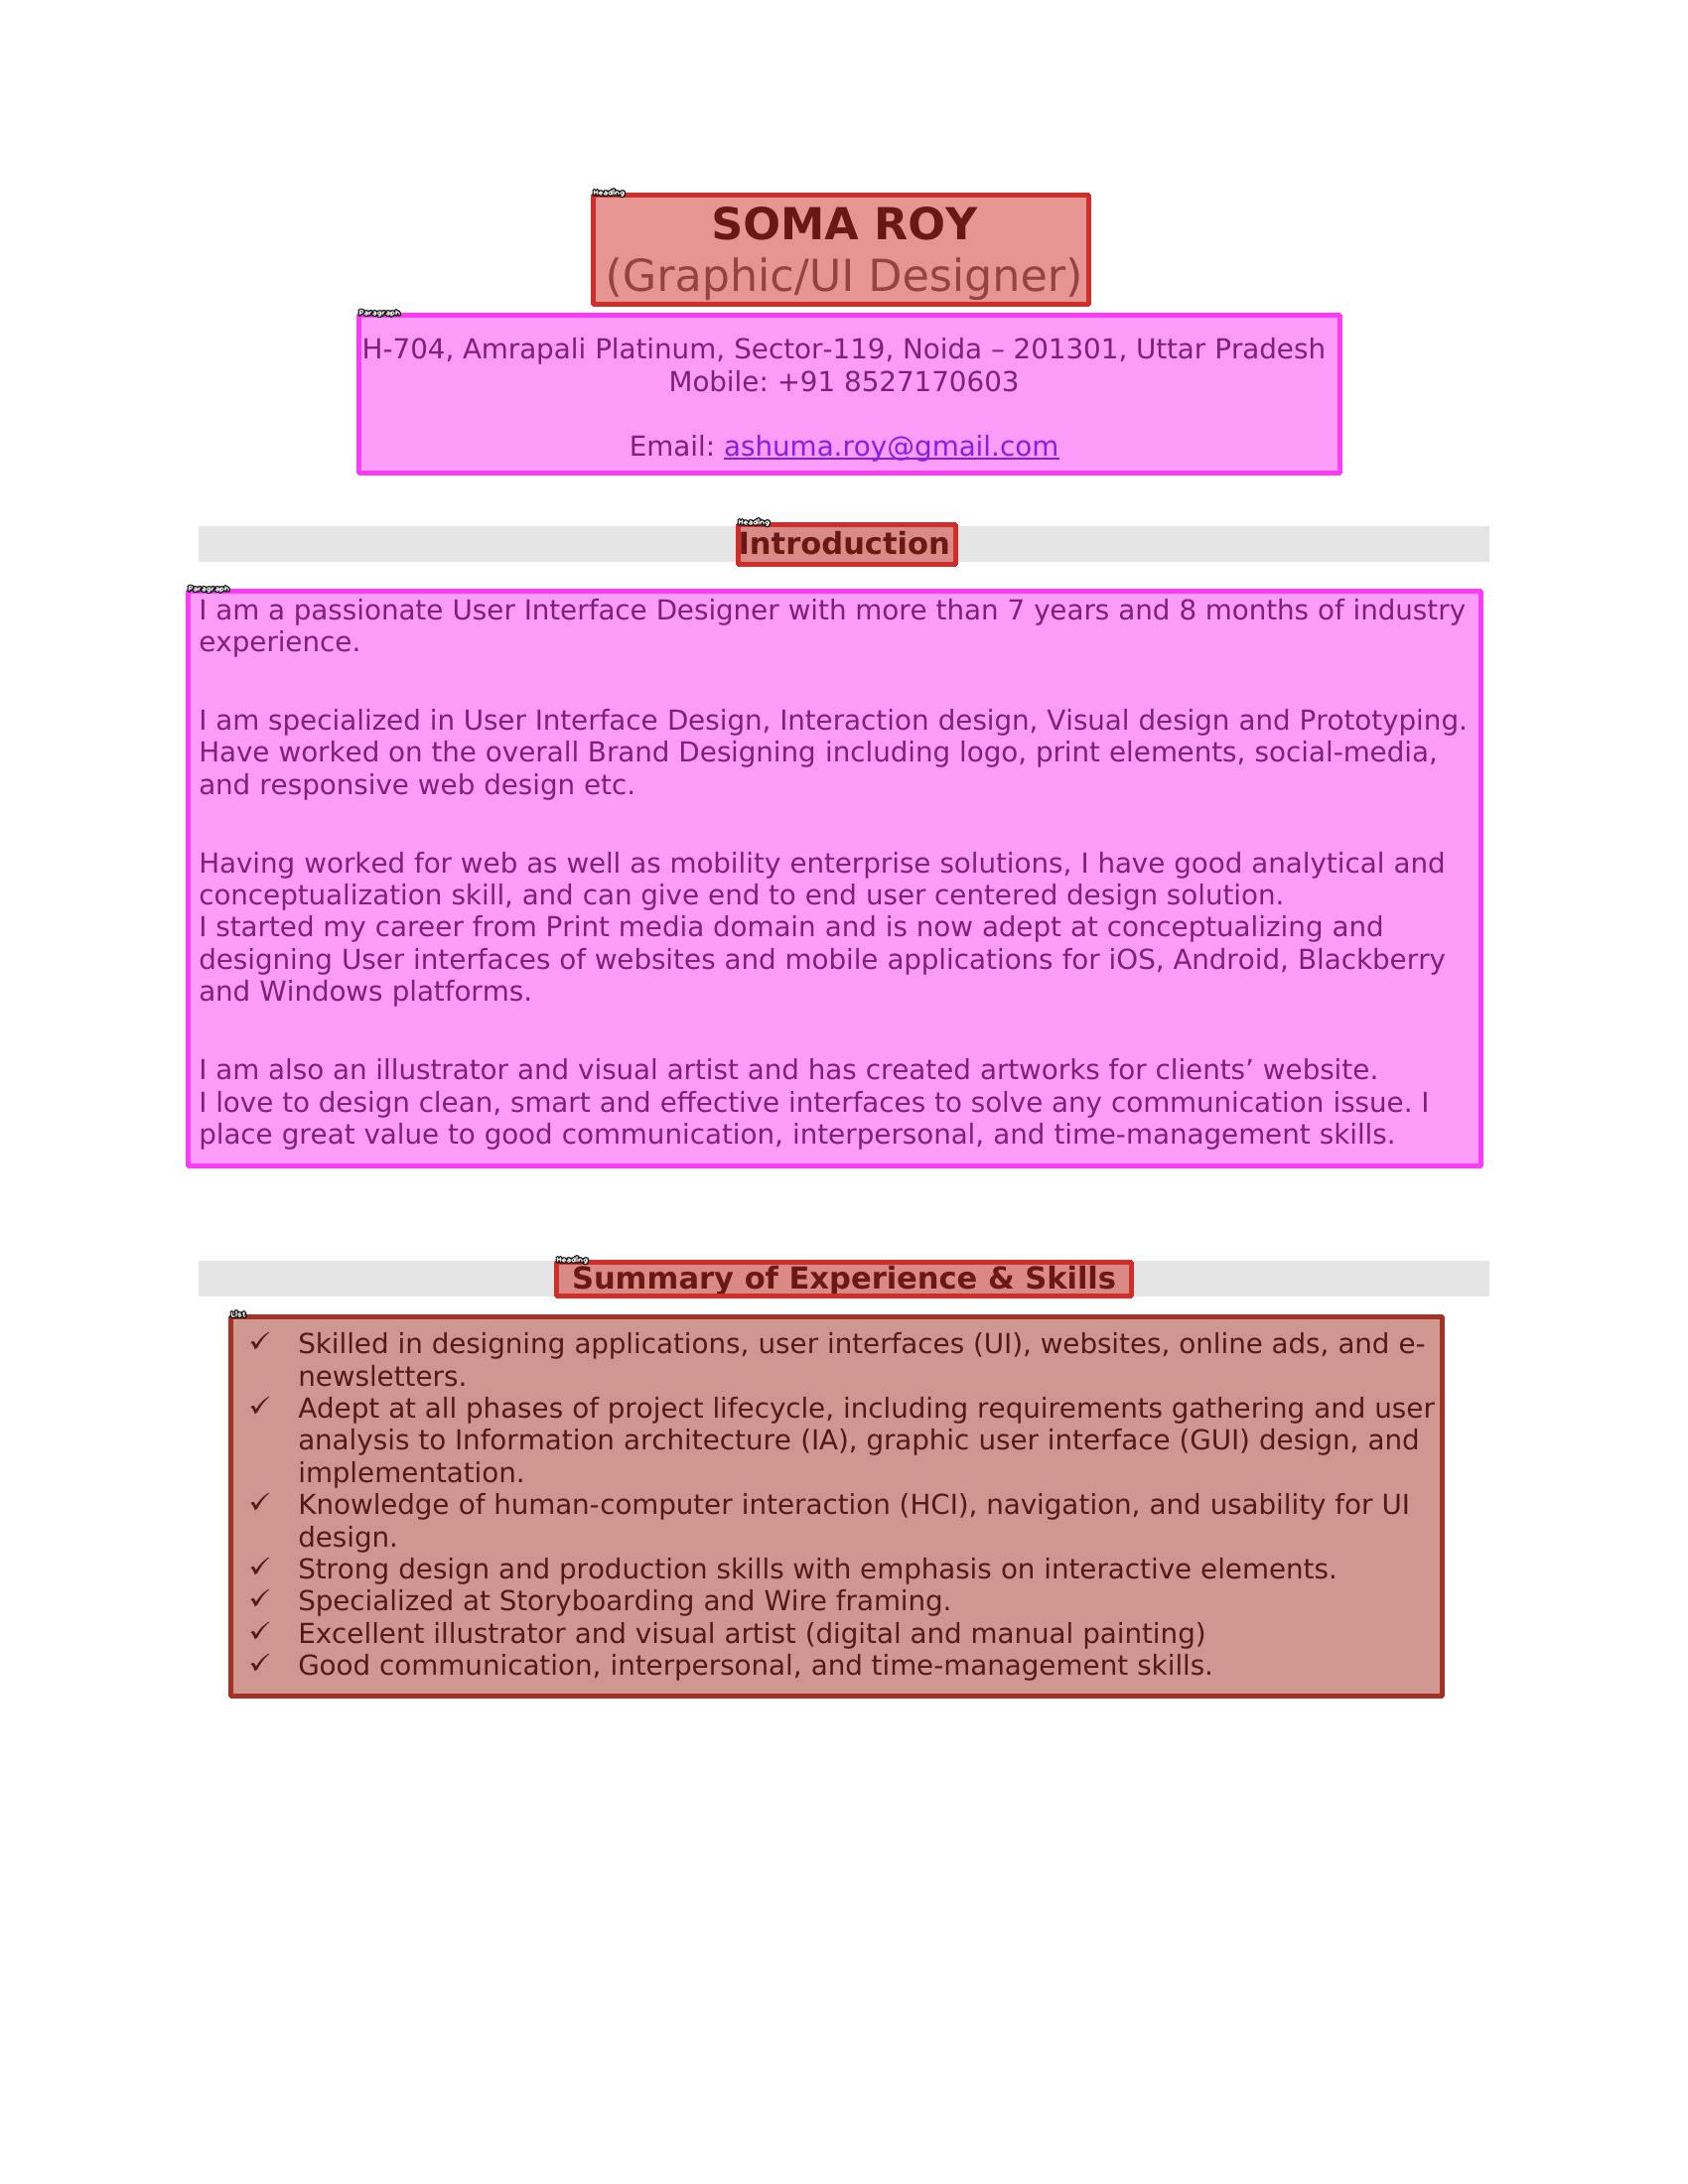 Heading
SOMA ROY
(Graphic/UI Designer)
Paragraph
H-704, Amrapali Platinum, Sector-119, Noida – 201301, Uttar Pradesh
Mobile: +91 8527170603
Email: ashuma.roy@gmail.com
Heading
Introduction
Paragraph
I am a passionate User Interface Designer with more than 7 years and 8 months of industry
experience.
I am specialized in User Interface Design, Interaction design, Visual design and Prototyping.
Have worked on the overall Brand Designing including logo, print elements, social-media,
and responsive web design etc.
Having worked for web as well as mobility enterprise solutions, I have good analytical and
conceptualization skill, and can give end to end user centered design solution.
I started my career from Print media domain and is now adept at conceptualizing and
designing User interfaces of websites and mobile applications for iOS, Android, Blackberry
and Windows platforms.
I am also an illustrator and visual artist and has created artworks for clients’ website.
I love to design clean, smart and effective interfaces to solve any communication issue. I
place great value to good communication, interpersonal, and time-management skills.
Heading
Summary of Experience & Skills
List
✓ Skilled in designing applications, user interfaces (UI), websites, online ads, and e-
newsletters.
✓ Adept at all phases of project lifecycle, including requirements gathering and user
analysis to Information architecture (IA), graphic user interface (GUI) design, and
implementation.
✓ Knowledge of human-computer interaction (HCI), navigation, and usability for UI
design.
✓ Strong design and production skills with emphasis on interactive elements.
✓ Specialized at Storyboarding and Wire framing.
✓ Excellent illustrator and visual artist (digital and manual painting)
✓ Good communication, interpersonal, and time-management skills.